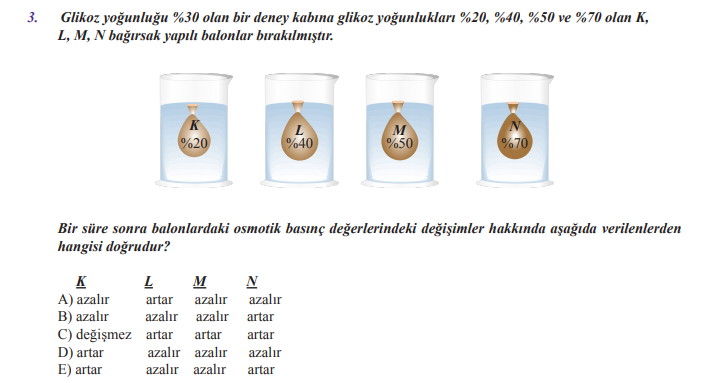 3. Glikoz yoğunluğu %30 olan bir deney kabına glikoz yoğunlukları %20, %40, %50 ve %70 olan K,
L, M, N bağırsak yapılı balonlar bırakılmıştır.
K L M N
%20 %40 %50 %70
Bir süre sonra balonlardaki osmotik basınç değerlerindeki değişimler hakkında aşağıda verilenlerden
hangisi doğrudur?
K L M N
A) azalır artar azalır azalır
B) azalır azalır azalır artar
C) değişmez artar artar artar
D) artar azalır azalır azalır
E) artar azalır azalır artar